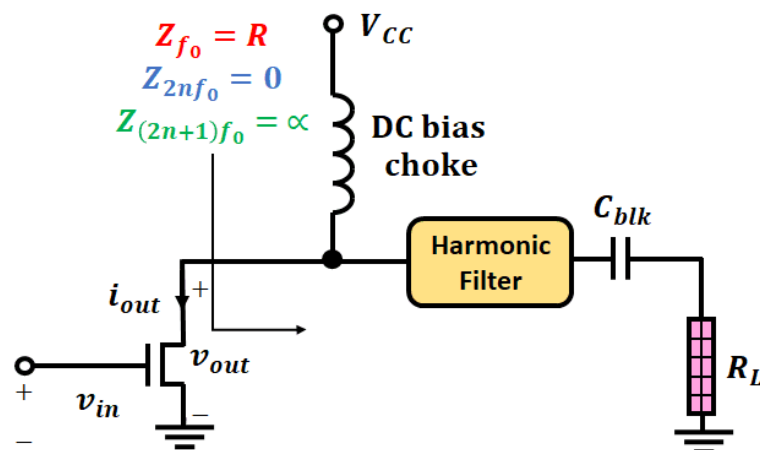 Z_{f_0} = R
Z_{2nf_0} = 0
Z_{(2n+1)f_0} = ∝
V_{CC}
DC bias
choke
C_{blk}
Harmonic
Filter
i_{out}
+
v_{out}
−
+
v_{in}
−
R_L